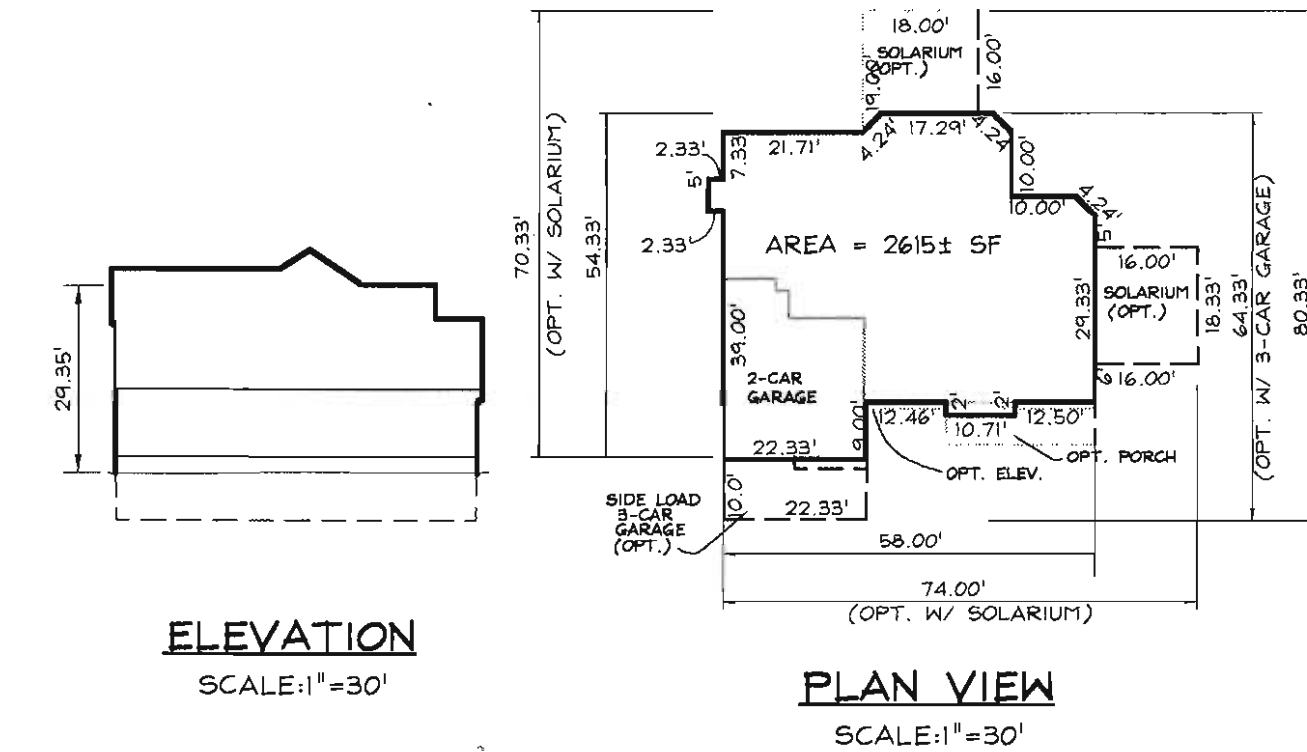 29.35'
ELEVATION
SCALE:1"=30'
70.33'
(OPT. W/ SOLARIUM)
54.33'
18.00'
SOLARIUM
(OPT.)
19.00'
16.00'
2.33'
7.33
21.71'
4.24'
17.29'
4.24
10.00'
10.00'
4.24'
5'
5'
2.33'
AREA = 2615± SF
16.00'
SOLARIUM
(OPT.)
18.33'
29.33'
64.33'
(OPT. W/ 3-CAR GARAGE)
80.33'
39.00'
2-CAR
GARAGE
16.00'
9.00'
12.46'
2'
2'
10.71'
12.50'
22.33'
OPT. ELEV.
OPT. PORCH
SIDE LOAD
3-CAR
GARAGE
(OPT.)
10.0'
22.33'
58.00'
74.00'
(OPT. W/ SOLARIUM)
PLAN VIEW
SCALE:1"=30'